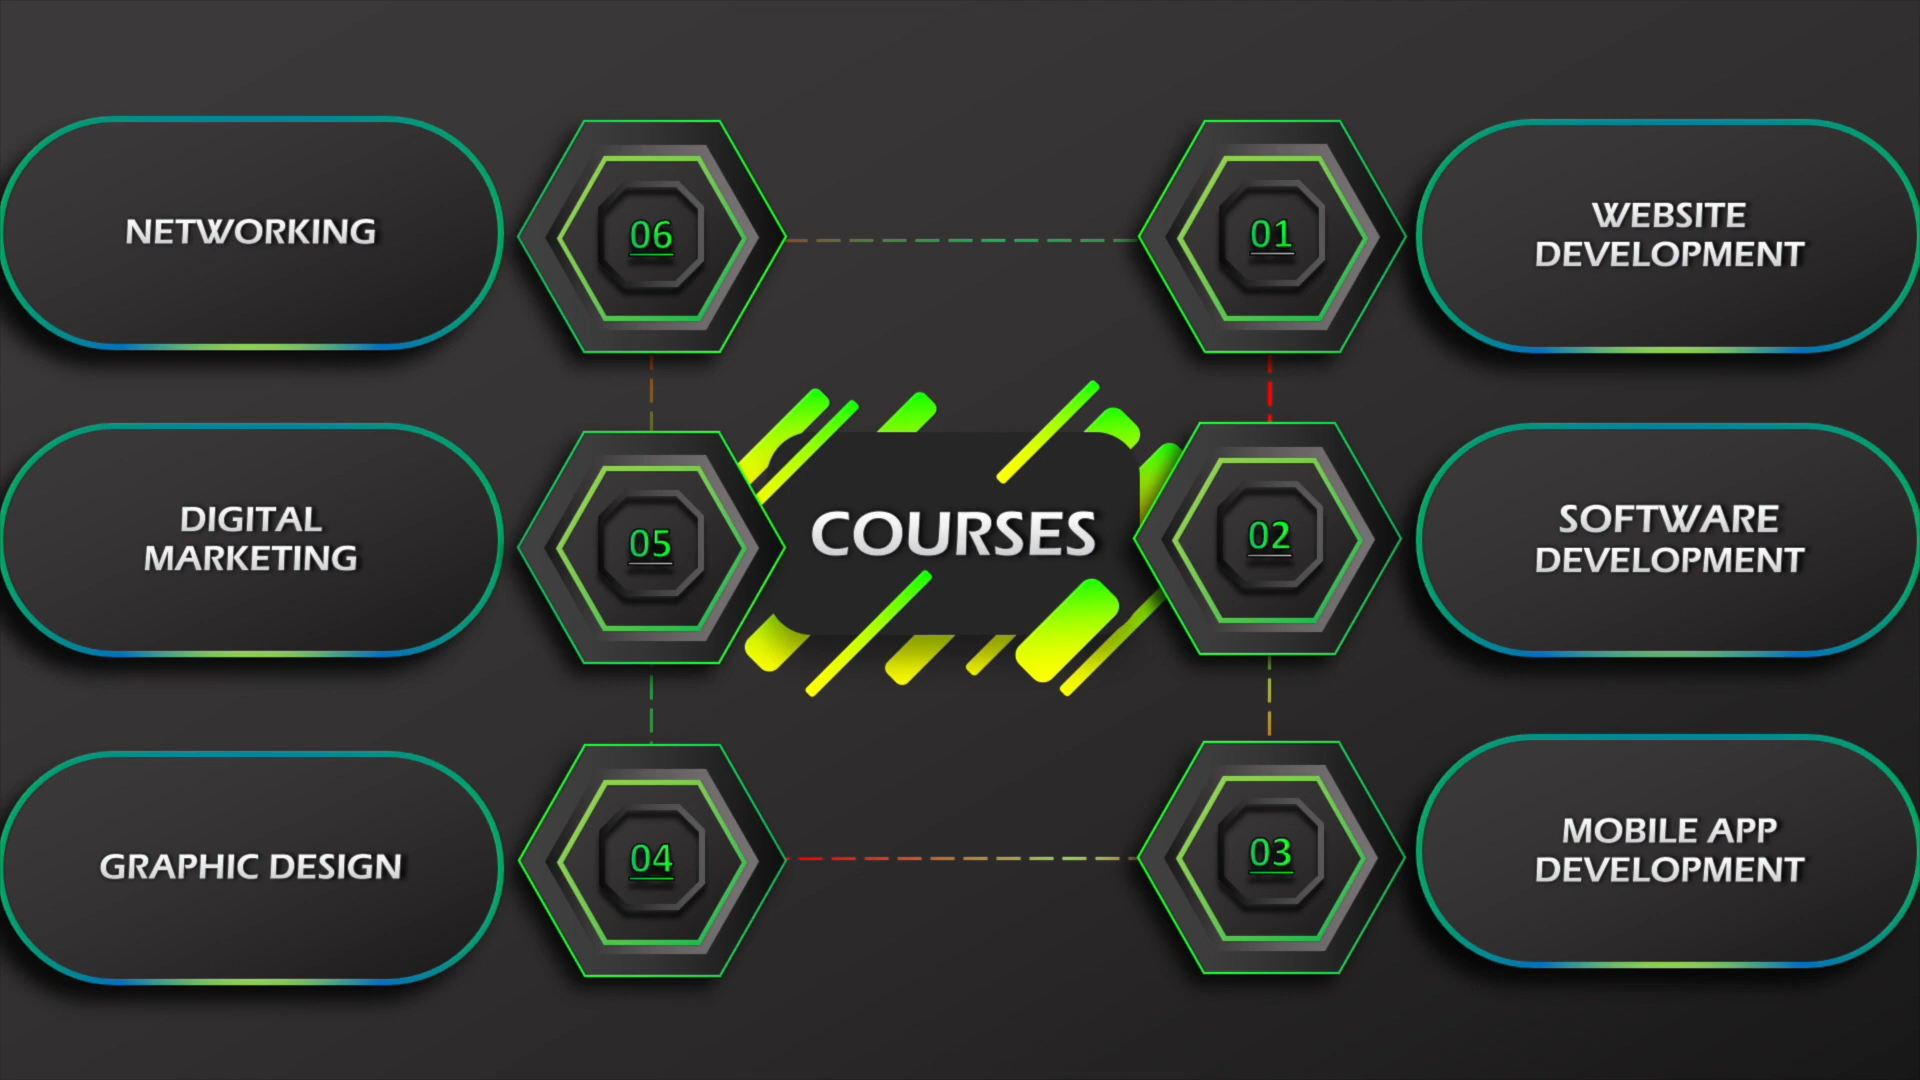 COURSES
01
WEBSITE
DEVELOPMENT
02
SOFTWARE
DEVELOPMENT
03
MOBILE APP
DEVELOPMENT
04
GRAPHIC DESIGN
05
DIGITAL
MARKETING
06
NETWORKING